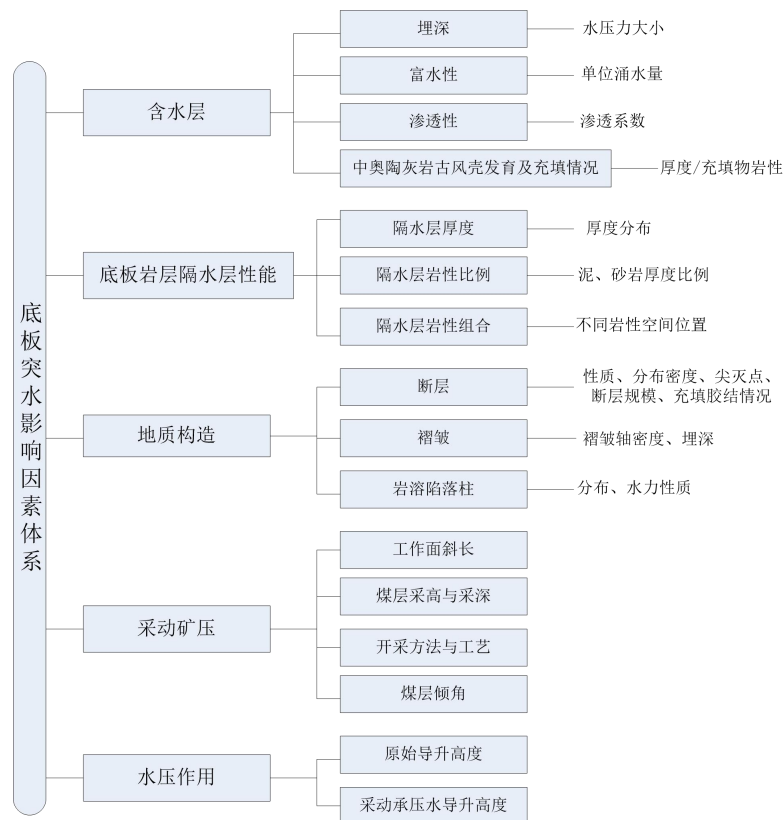 底板突水影响因素体系
含水层
埋深
水压力大小
富水性
单位涌水量
渗透性
渗透系数
中奥陶灰岩古风壳发育及充填情况
厚度/充填物岩性
底板岩层隔水层性能
隔水层厚度
厚度分布
隔水层岩性比例
泥、砂岩厚度比例
隔水层岩性组合
不同岩性空间位置
地质构造
断层
性质、分布密度、尖灭点、
断层规模、充填胶结情况
褶皱
褶皱轴密度、埋深
岩溶陷落柱
分布、水力性质
采动矿压
工作面斜长
煤层采高与采深
开采方法与工艺
煤层倾角
水压作用
原始导升高度
采动承压水导升高度